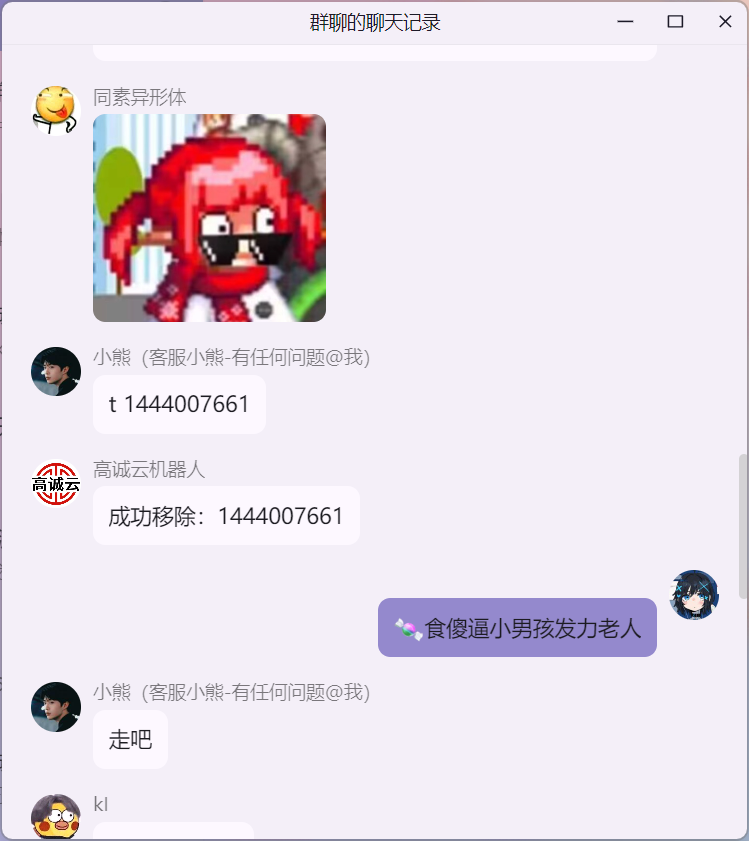 群聊的聊天记录
同素异形体
小熊（客服小熊-有任何问题@我）
t 1444007661
高诚云机器人
高诚云
成功移除：1444007661
🍬食傻逼小男孩发力老人
小熊（客服小熊-有任何问题@我）
走吧
kl